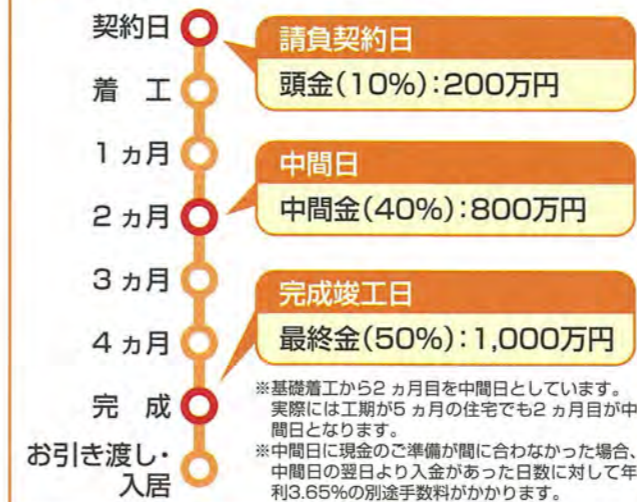 契約日
請負契約日
頭金(10%):200万円
着　工
1ヵ月
中間日
中間金(40%):800万円
2ヵ月
3ヵ月
完成竣工日
最終金(50%):1,000万円
4ヵ月
完　成
お引き渡し・
入居
※基礎着工から2ヵ月目を中間日としています。
実際には工期が5ヵ月の住宅でも2ヵ月目が中
間日となります。
※中間日に現金のご準備が間に合わなかった場合、
中間日の翌日より入金があった日数に対して年
利3.65%の別途手数料がかかります。